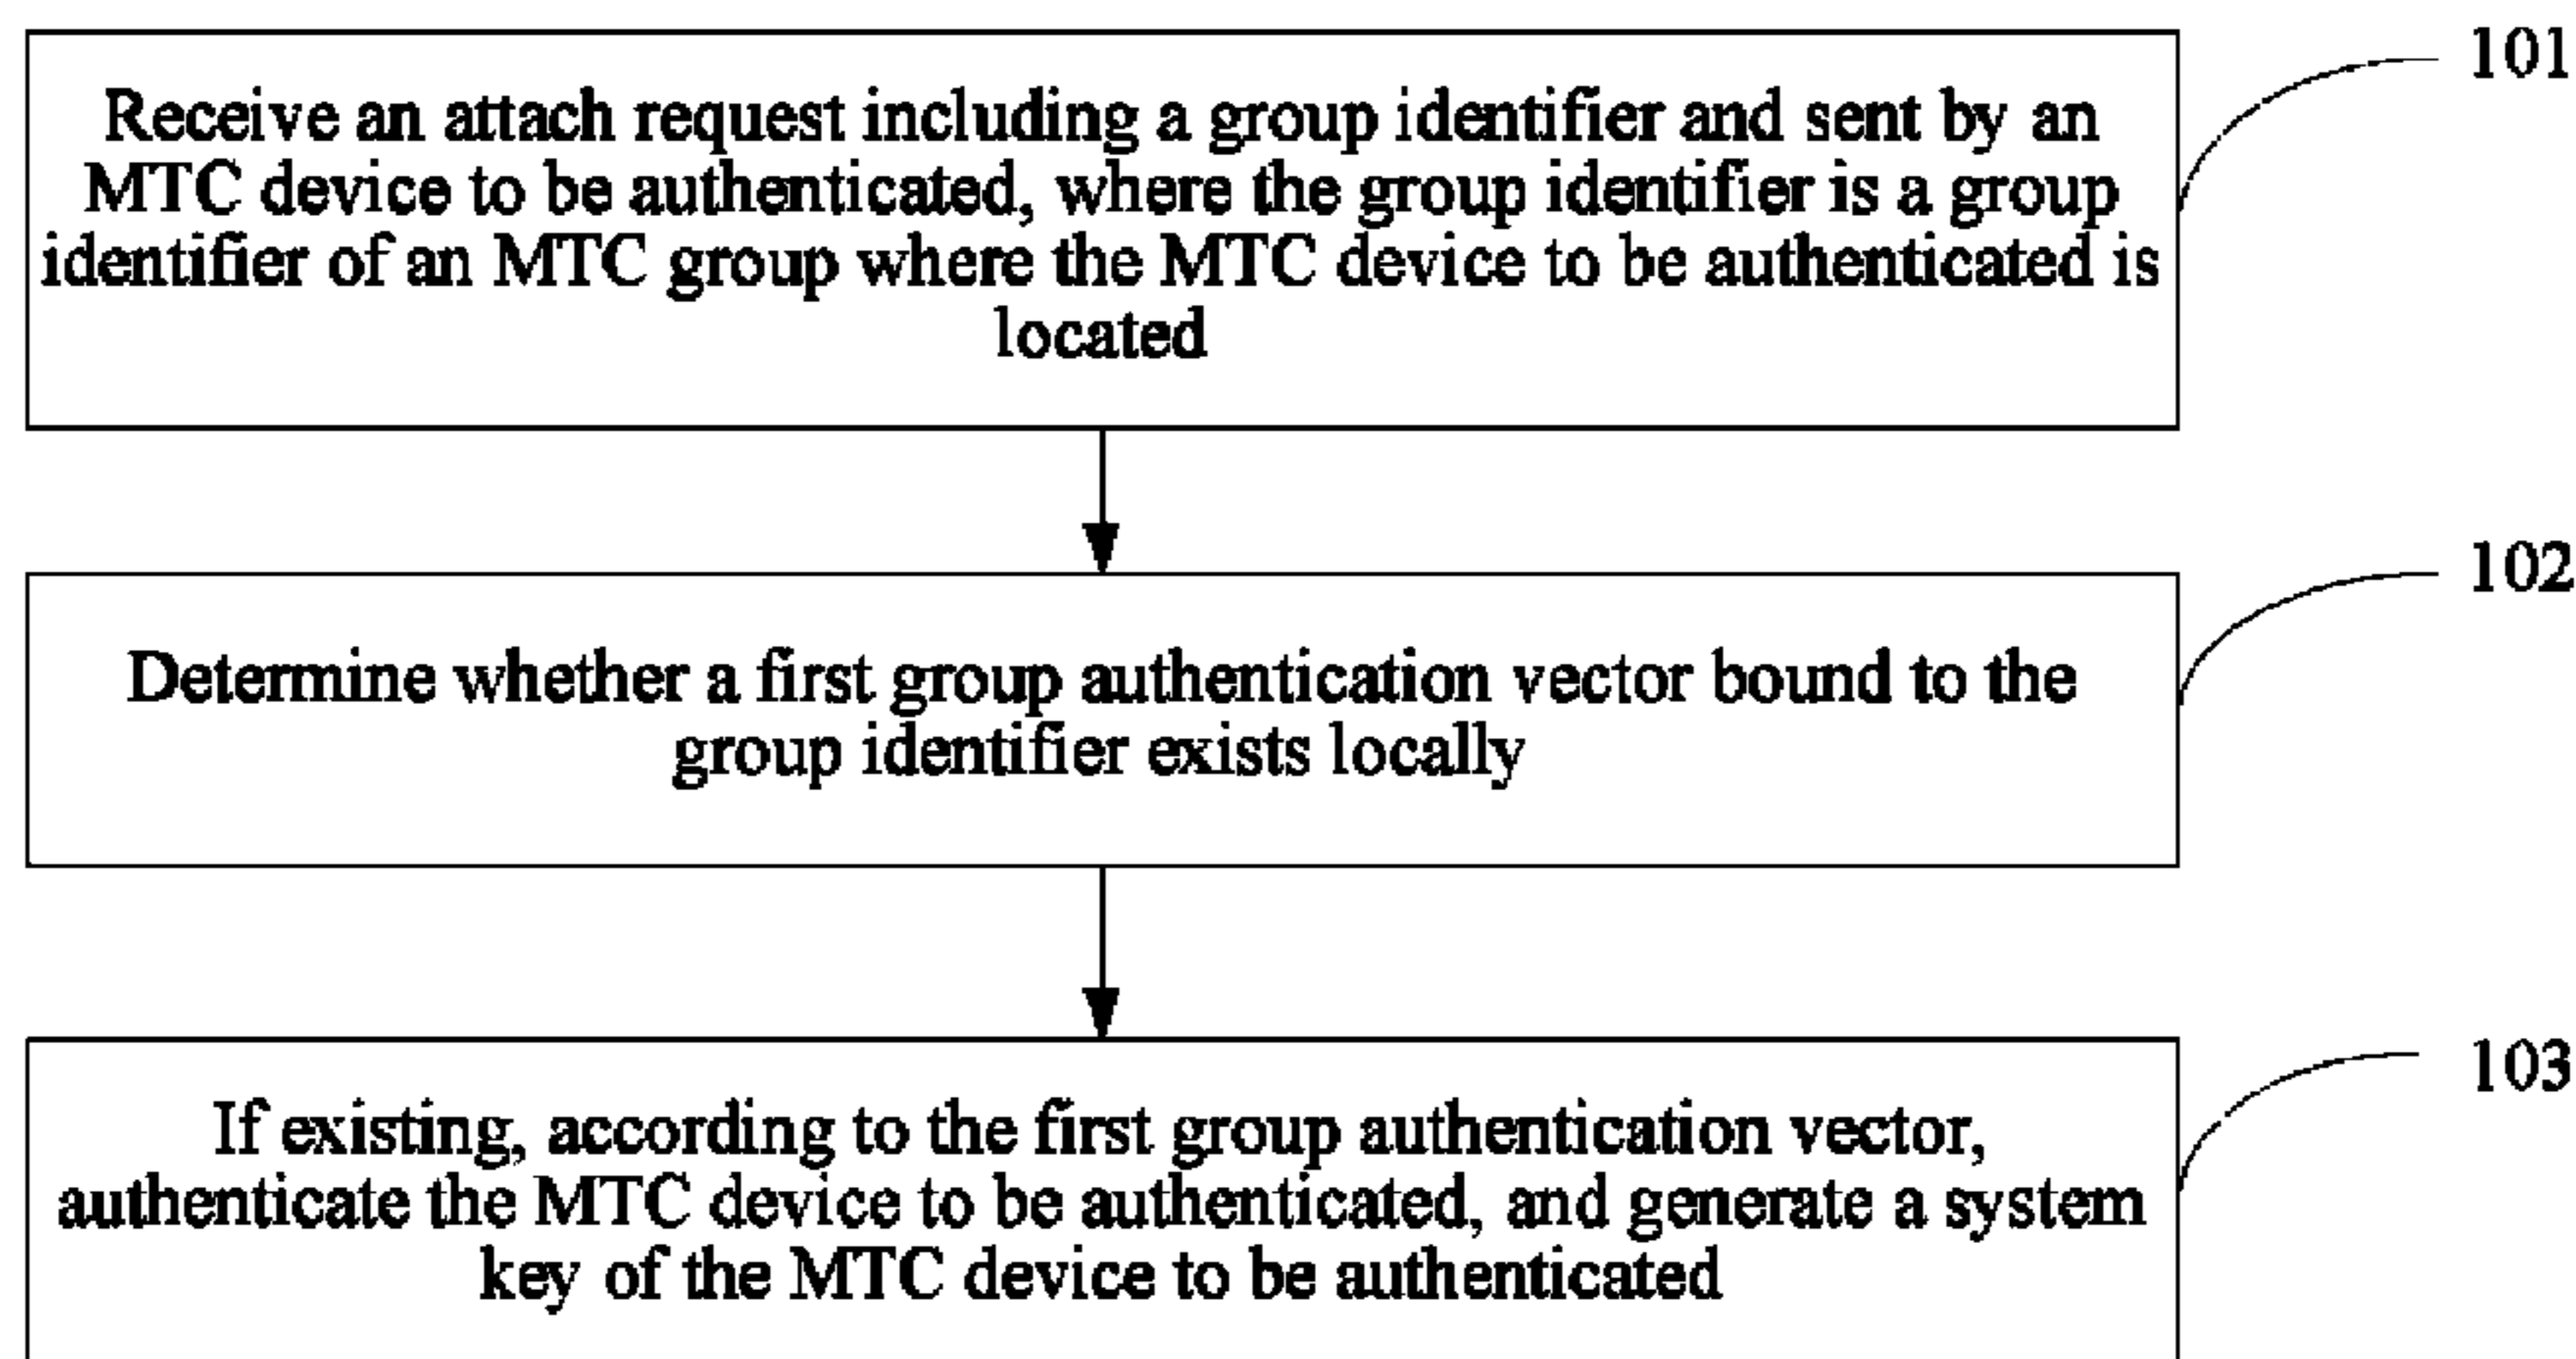 Receive an attach request including a group identifier and sent by an
MTC device to be authenticated, where the group identifier is a group
identifier of an MTC group where the MTC device to be authenticated is
located
101
Determine whether a first group authentication vector bound to the
group identifier exists locally
102
If existing, according to the first group authentication vector,
authenticate the MTC device to be authenticated, and generate a system
key of the MTC device to be authenticated
103